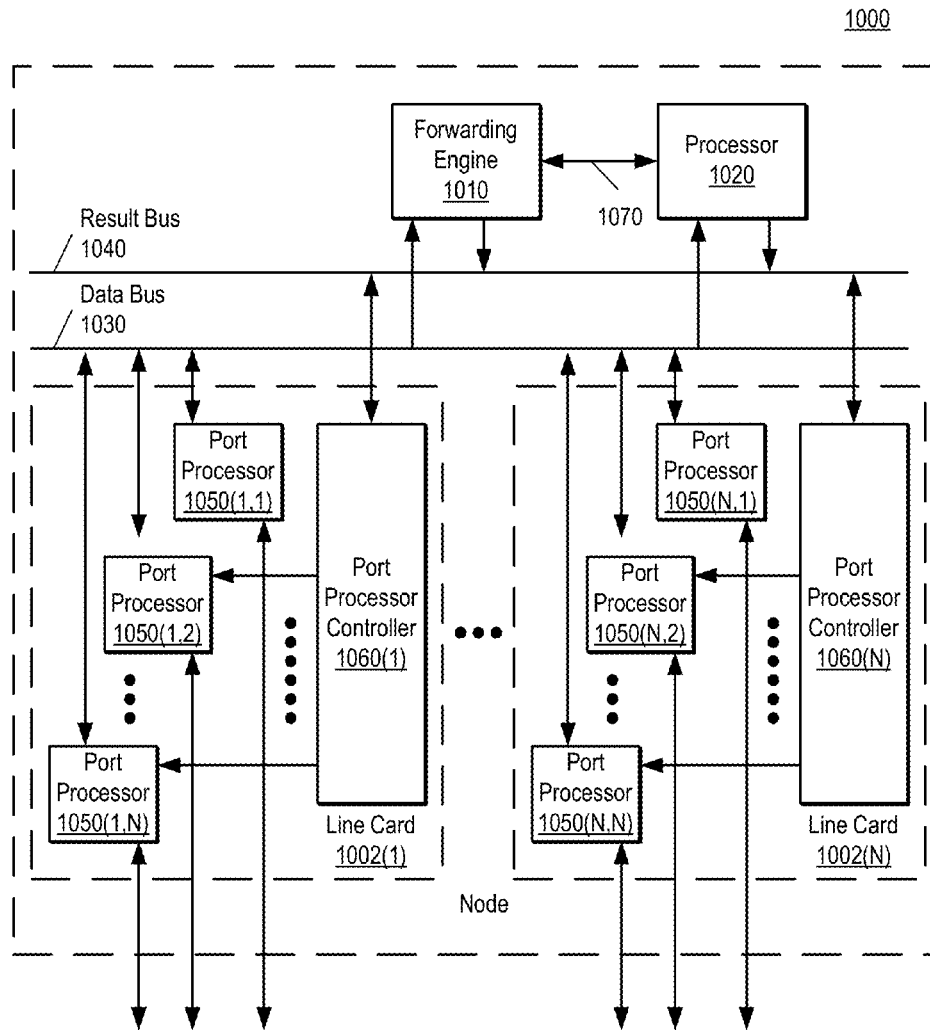 1000
Forwarding
Engine
1010
Processor
1020
1070
Result Bus
1040
Data Bus
1030
Port
Processor
1050(1,1)
Port
Processor
1050(1,2)
Port
Processor
1050(1,N)
Port
Processor
Controller
1060(1)
Line Card
1002(1)
Port
Processor
1050(N,1)
Port
Processor
1050(N,2)
Port
Processor
1050(N,N)
Port
Processor
Controller
1060(N)
Line Card
1002(N)
Node